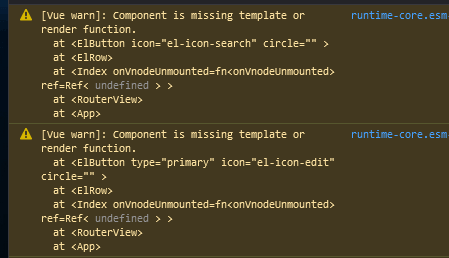 [Vue warn]: Component is missing template or runtime-core.esm
render function.
at <ElButton icon="el-icon-search" circle="" >
at <ElRow>
at <Index onVnodeUnmounted=fn<onVnodeUnmounted>
ref=Ref< undefined > >
at <RouterView>
at <App>
[Vue warn]: Component is missing template or runtime-core.esm
render function.
at <ElButton type="primary" icon="el-icon-edit"
circle="" >
at <ElRow>
at <Index onVnodeUnmounted=fn<onVnodeUnmounted>
ref=Ref< undefined > >
at <RouterView>
at <App>